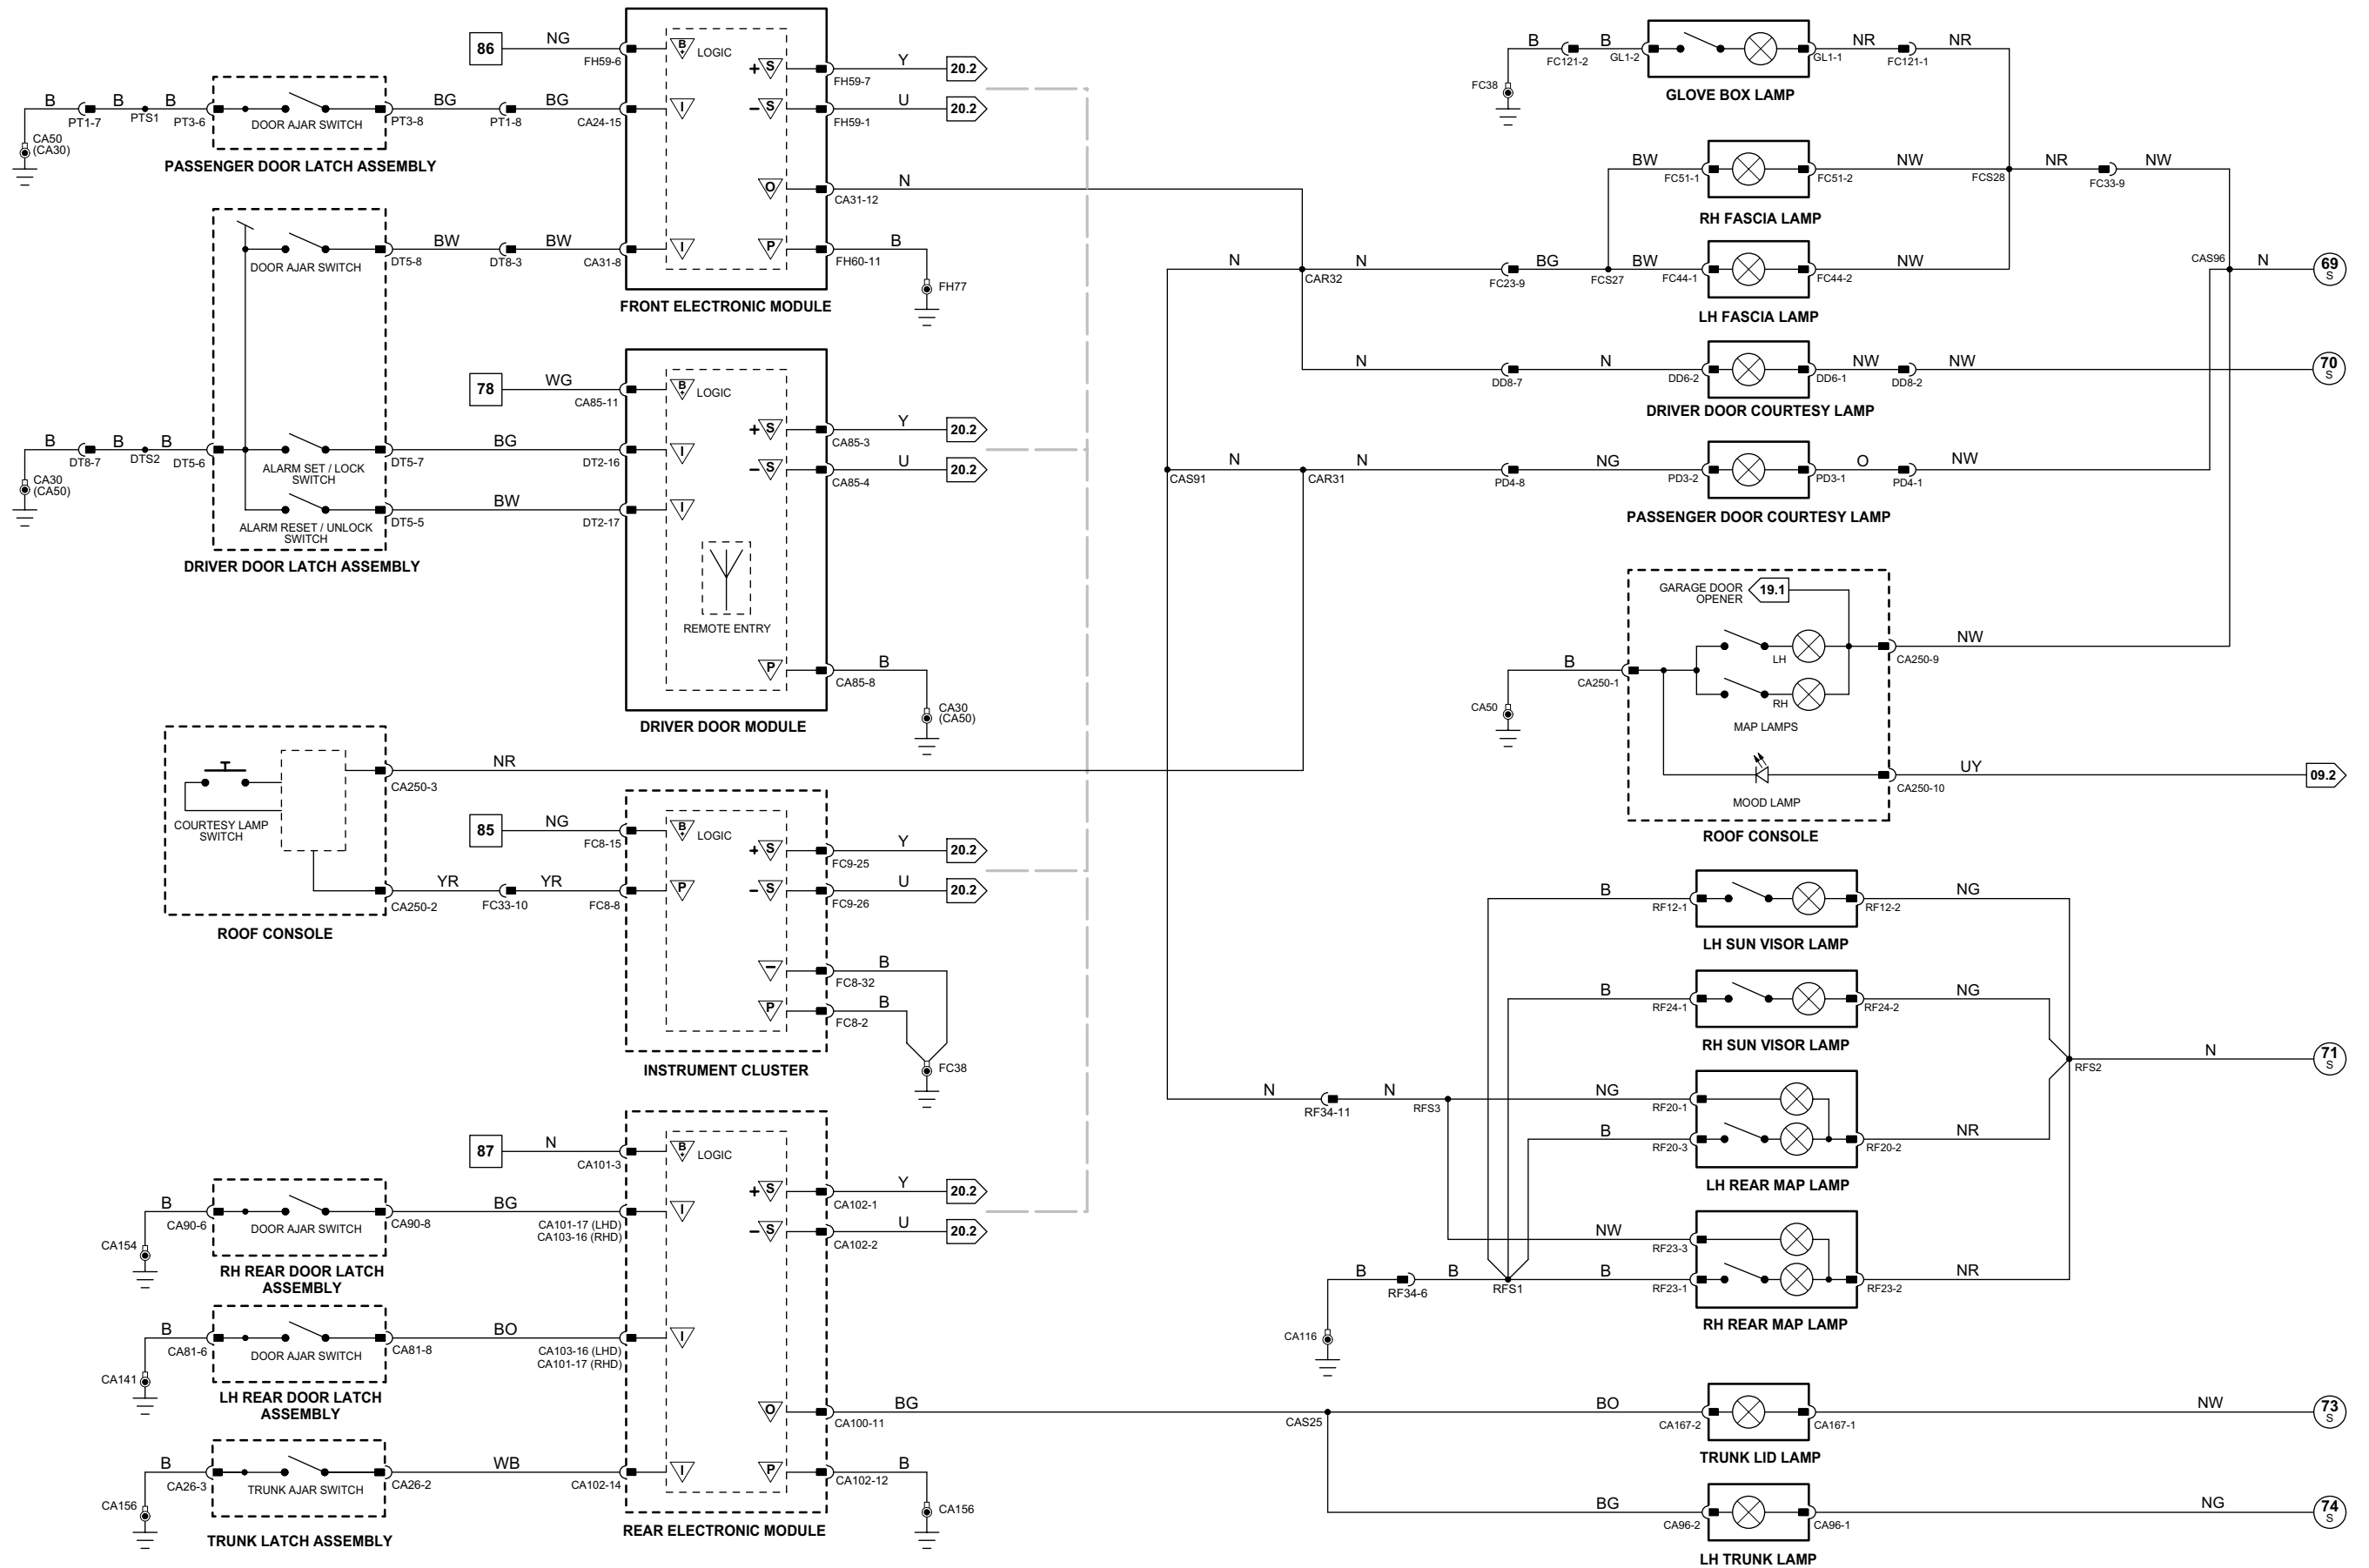 86
NG
FH59-6
B+
LOGIC
+ S
FH59-7
Y
20.2
B
PT1-7
B
PTS1
B
PT3-6
DOOR AJAR SWITCH
PT3-8
BG
PT1-8
BG
CA24-15
I
– S
FH59-1
U
20.2
CA50
(CA30)
PASSENGER DOOR LATCH ASSEMBLY
O
CA31-12
N
DOOR AJAR SWITCH
DT5-8
BW
DT8-3
BW
CA31-8
I
P
FH60-11
B
FH77
FRONT ELECTRONIC MODULE
78
WG
CA85-11
B+
LOGIC
+ S
CA85-3
Y
20.2
B
DT8-7
B
DTS2
B
DT5-6
ALARM SET / LOCK
SWITCH
DT5-7
BG
DT2-16
I
– S
CA85-4
U
20.2
CA30
(CA50)
ALARM RESET / UNLOCK
SWITCH
DT5-5
BW
DT2-17
I
DRIVER DOOR LATCH ASSEMBLY
REMOTE ENTRY
P
CA85-8
B
CA30
(CA50)
DRIVER DOOR MODULE
COURTESY LAMP
SWITCH
CA250-3
NR
CA250-2
YR
FC33-10
YR
FC8-8
ROOF CONSOLE
85
NG
FC8-15
B+
LOGIC
+ S
FC9-25
Y
20.2
P
– S
FC9-26
U
20.2
–
FC8-32
B
P
FC8-2
B
FC38
INSTRUMENT CLUSTER
87
N
CA101-3
B+
LOGIC
+ S
CA102-1
Y
20.2
B
CA90-6
DOOR AJAR SWITCH
CA90-8
BG
CA101-17 (LHD)
CA103-16 (RHD)
I
– S
CA102-2
U
20.2
CA154
RH REAR DOOR LATCH
ASSEMBLY
B
CA81-6
DOOR AJAR SWITCH
CA81-8
BO
CA103-16 (LHD)
CA101-17 (RHD)
I
CA141
LH REAR DOOR LATCH
ASSEMBLY
O
CA100-11
BG
B
CA26-3
TRUNK AJAR SWITCH
CA26-2
WB
CA102-14
I
P
CA102-12
B
CA156
CA156
TRUNK LATCH ASSEMBLY
REAR ELECTRONIC MODULE
B
FC121-2
B
GL1-2
GL1-1
NR
FC121-1
NR
FC38
GLOVE BOX LAMP
BW
FC51-1
FC51-2
NW
FCS28
NR
FC33-9
NW
RH FASCIA LAMP
N
CAR32
N
FC23-9
BG
FCS27
BW
FC44-1
FC44-2
NW
CAS96
N
69
S
LH FASCIA LAMP
N
DD8-7
N
DD6-2
DD6-1
NW
DD8-2
NW
70
S
DRIVER DOOR COURTESY LAMP
CAS91
N
CAR31
N
PD4-8
NG
PD3-2
PD3-1
O
PD4-1
NW
PASSENGER DOOR COURTESY LAMP
GARAGE DOOR
OPENER
19.1
LH
CA250-9
NW
B
CA250-1
RH
CA50
MAP LAMPS
MOOD LAMP
CA250-10
UY
09.2
ROOF CONSOLE
B
RF12-1
RF12-2
NG
LH SUN VISOR LAMP
B
RF24-1
RF24-2
NG
RH SUN VISOR LAMP
RFS2
N
71
S
N
RF34-11
N
RFS3
NG
RF20-1
B
RF20-3
RF20-2
NR
LH REAR MAP LAMP
NW
RF23-3
B
RF34-6
B
RFS1
B
RF23-1
RF23-2
NR
CA116
RH REAR MAP LAMP
CAS25
BO
CA167-2
CA167-1
NW
73
S
TRUNK LID LAMP
BG
CA96-2
CA96-1
NG
74
S
LH TRUNK LAMP